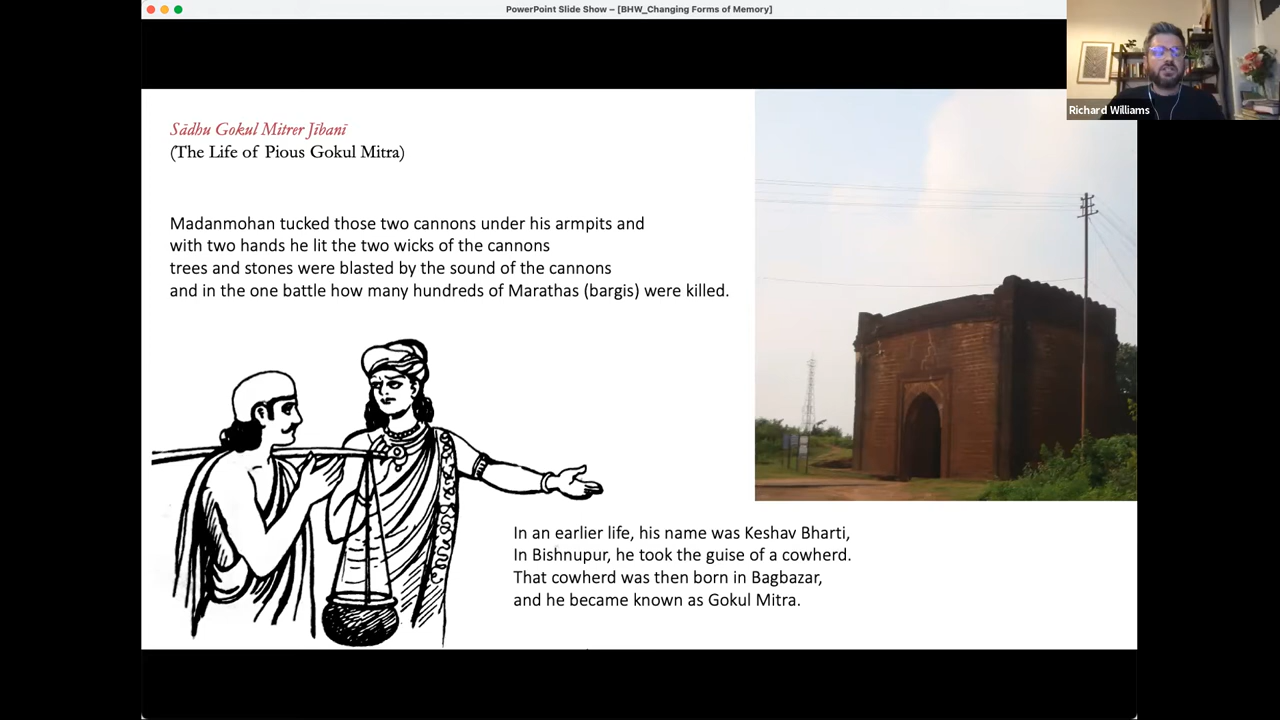 PowerPoint Slide Show – [BHW_Changing Forms of Memory]
Richard Williams
Sādhu Gokul Mitrer Jībanī
(The Life of Pious Gokul Mitra)
Madanmohan tucked those two cannons under his armpits and
with two hands he lit the two wicks of the cannons
trees and stones were blasted by the sound of the cannons
and in the one battle how many hundreds of Marathas (bargis) were killed.
In an earlier life, his name was Keshav Bharti,
In Bishnupur, he took the guise of a cowherd.
That cowherd was then born in Bagbazar,
and he became known as Gokul Mitra.